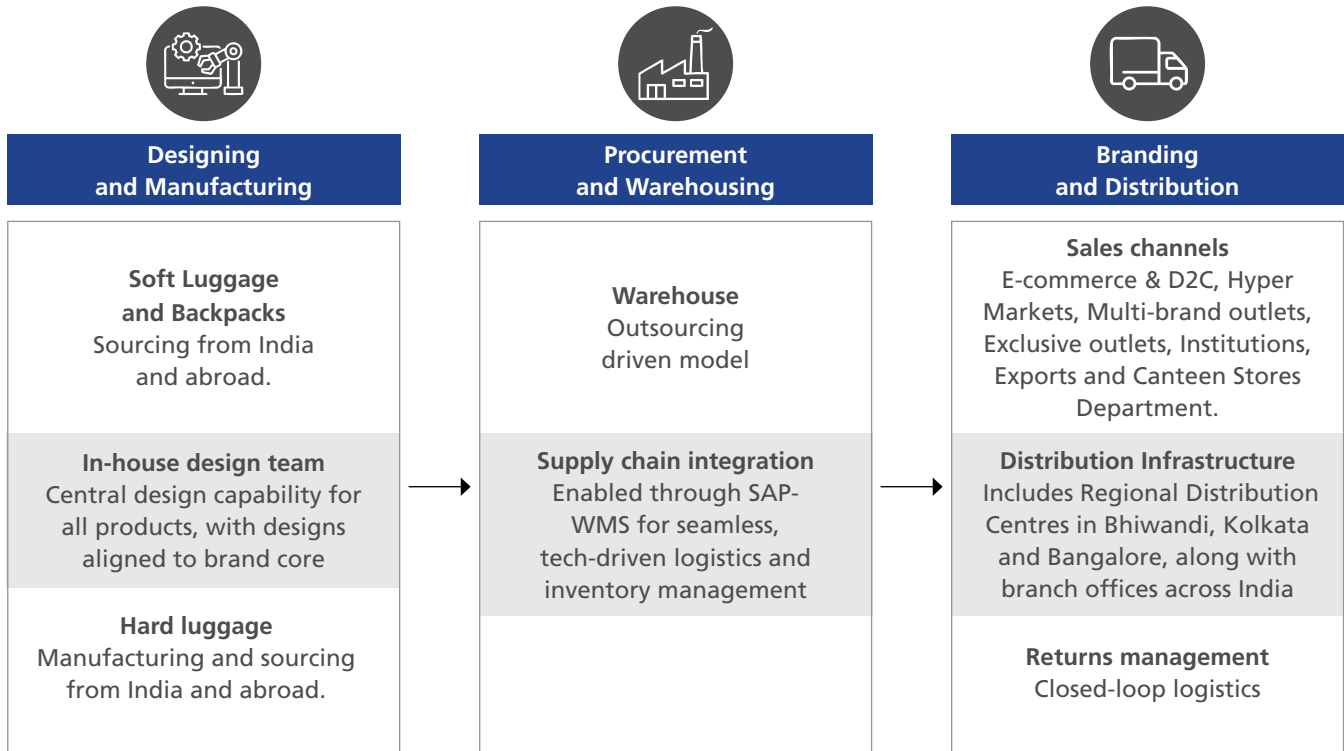 Designing
and Manufacturing
Soft Luggage
and Backpacks
Sourcing from India
and abroad.
In-house design team
Central design capability for
all products, with designs
aligned to brand core
Hard luggage
Manufacturing and sourcing
from India and abroad.
Procurement
and Warehousing
Warehouse
Outsourcing
driven model
Supply chain integration
Enabled through SAP-
WMS for seamless,
tech-driven logistics and
inventory management
Branding
and Distribution
Sales channels
E-commerce & D2C, Hyper
Markets, Multi-brand outlets,
Exclusive outlets, Institutions,
Exports and Canteen Stores
Department.
Distribution Infrastructure
Includes Regional Distribution
Centres in Bhiwandi, Kolkata
and Bangalore, along with
branch offices across India
Returns management
Closed-loop logistics